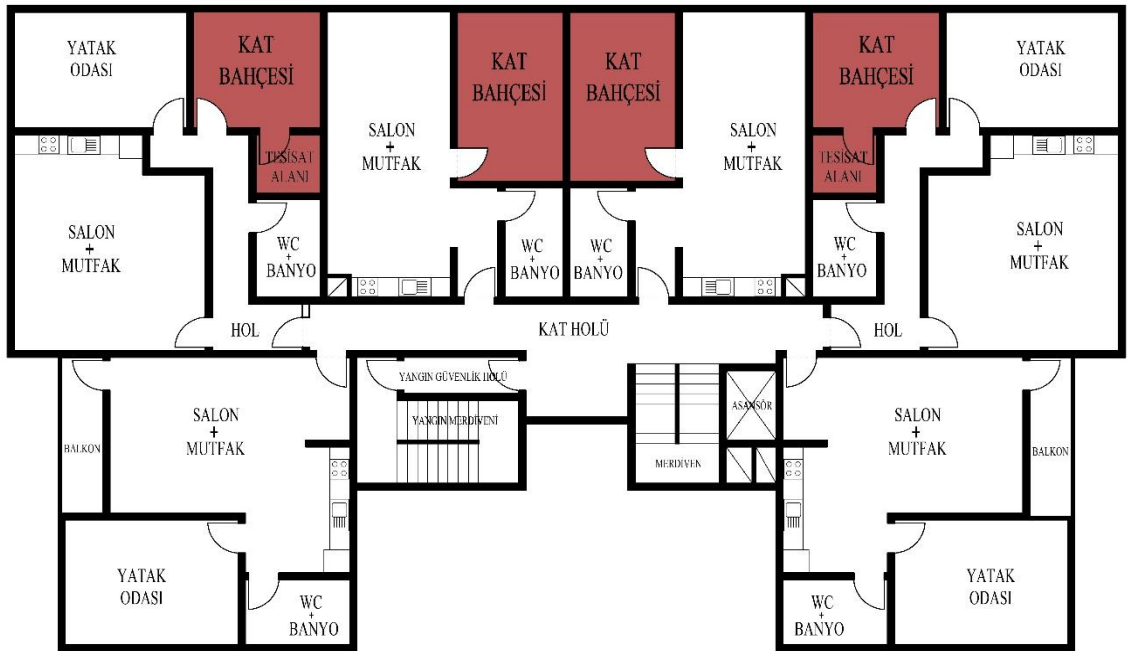 YATAK
ODASI
KAT
BAHÇESİ
KAT
BAHÇESİ
KAT
BAHÇESİ
KAT
BAHÇESİ
YATAK
ODASI
SALON
+
MUTFAK
SALON
+
MUTFAK
TESİSAT
ALANI
TESİSAT
ALANI
SALON
+
MUTFAK
SALON
+
MUTFAK
WC
+
BANYO
WC
+
BANYO
WC
+
BANYO
WC
+
BANYO
HOL
KAT HOLÜ
HOL
YANGIN GÜVENLİK HOLÜ
SALON
+
MUTFAK
YANGIN MERDİVENİ
ASANSÖR
SALON
+
MUTFAK
BALKON
MERDİVEN
BALKON
YATAK
ODASI
WC
+
BANYO
WC
+
BANYO
YATAK
ODASI